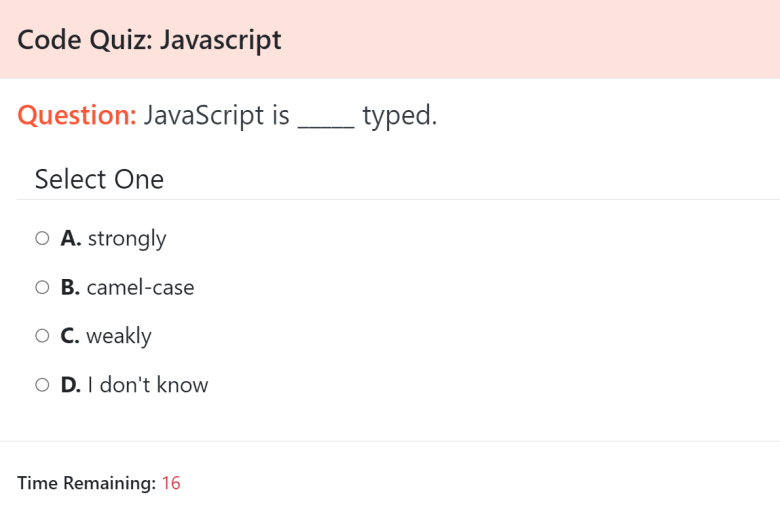 Code Quiz: Javascript
Question: JavaScript is _____ typed.
Select One
A. strongly
B. camel-case
C. weakly
D. I don't know
Time Remaining: 16